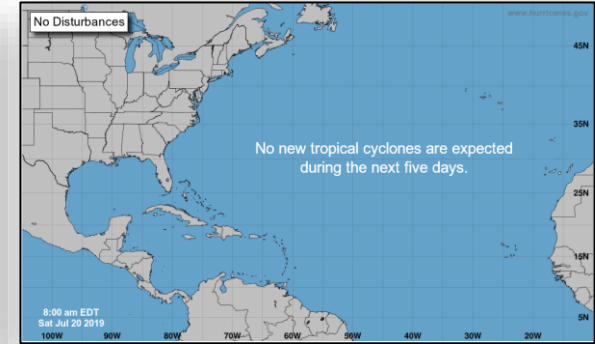 No Disturbances
www.hurricanes.gov
45N
35N
No new tropical cyclones are expected
during the next five days.
25N
15N
8:00 am EDT
Sat Jul 20 2019
5N
100W 90W 80W 70W 60W 50W 40W 30W 20W